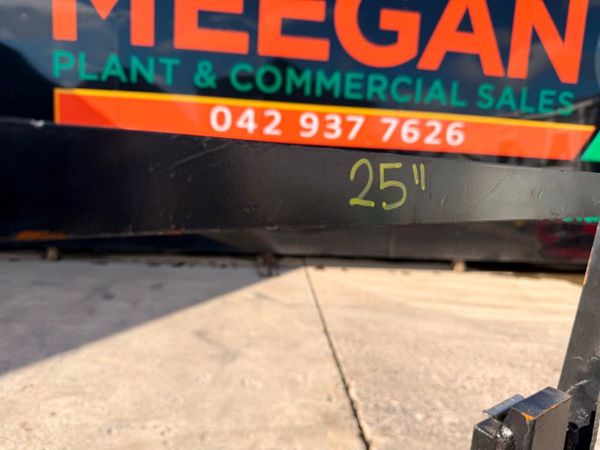 MEEGAN
PLANT & COMMERCIAL SALES
042 937 7626
25"